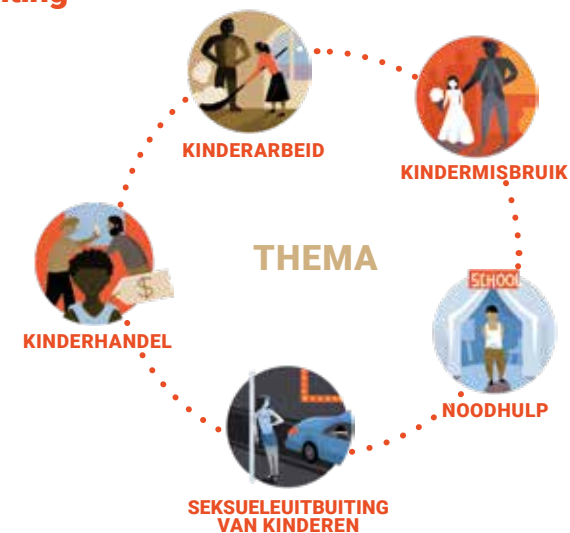 KINDERARBEID
KINDERMISBRUIK
THEMA
SCHOOL
$
KINDERHANDEL
NOODHULP
SEKSUELEUITBUITING
VAN KINDEREN